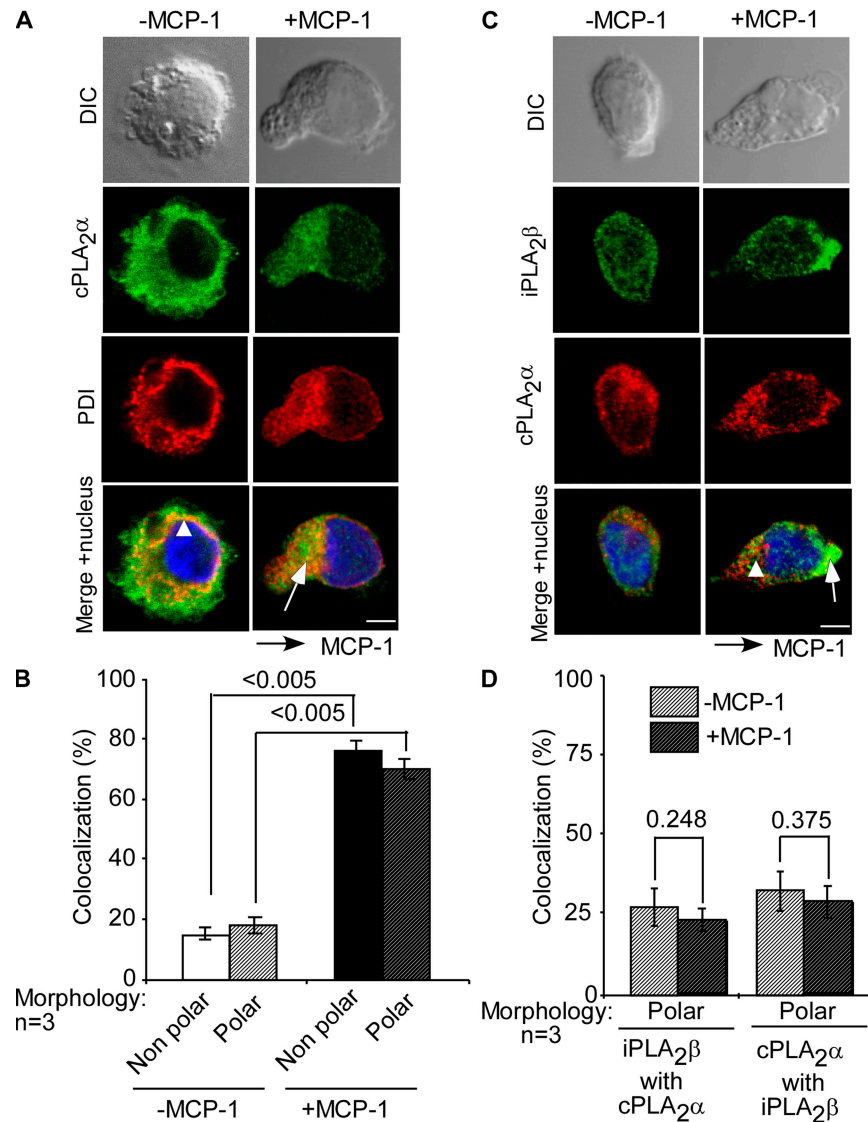 A
-MCP-1
+MCP-1
DIC
cPLA2α
PDI
Merge +nucleus
MCP-1
B
Colocalization (%)
100
80
60
40
20
0
<0.005
<0.005
Morphology:
n=3
Non polar
Polar
Non polar
Polar
-MCP-1
+MCP-1
C
-MCP-1
+MCP-1
DIC
iPLA2β
cPLA2α
Merge +nucleus
MCP-1
D
Colocalization (%)
100
75
50
25
0
-MCP-1
+MCP-1
0.248
0.375
Morphology:
n=3
Polar
Polar
iPLA2β
with
cPLA2α
cPLA2α
with
iPLA2β